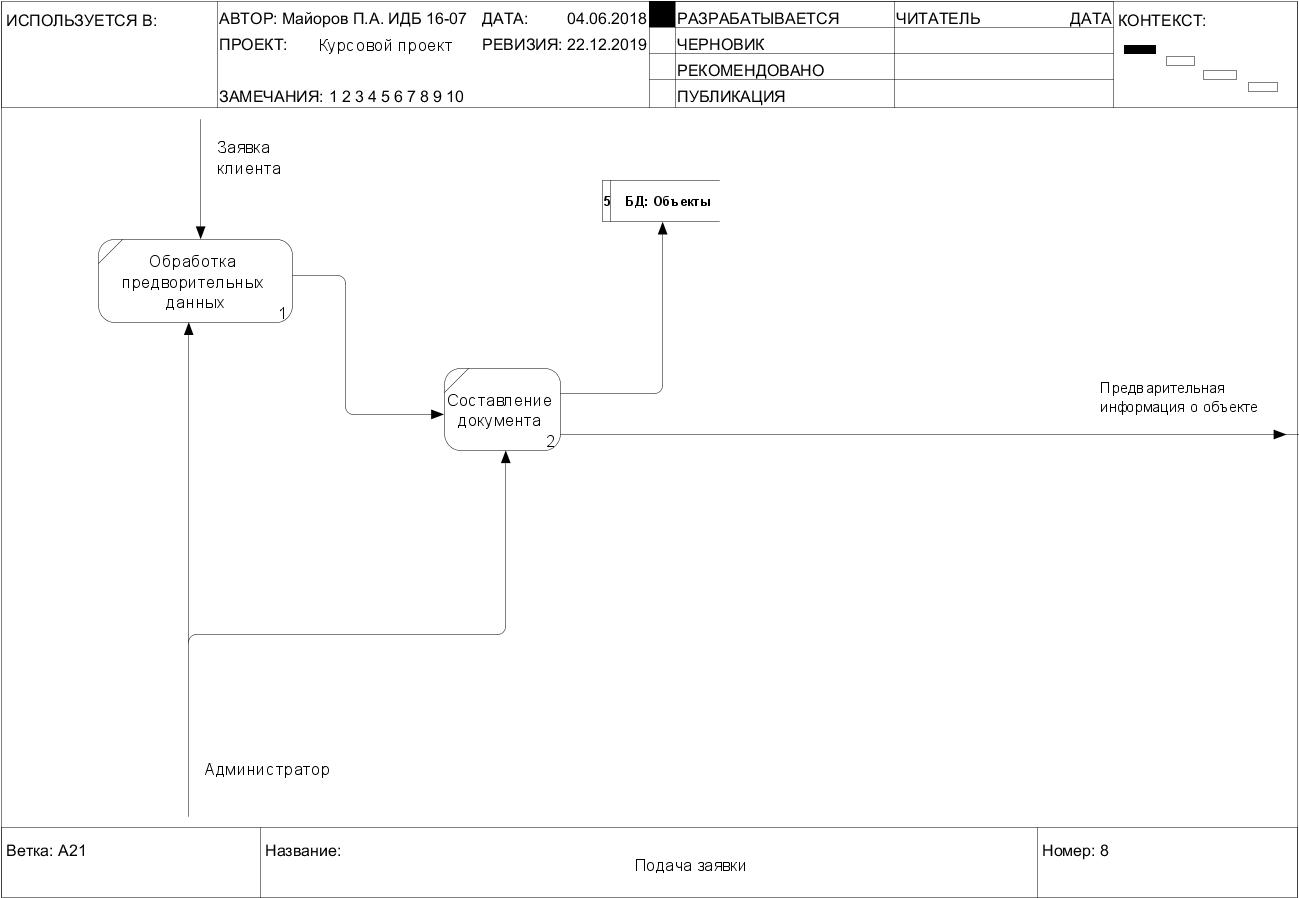 ИСПОЛЬЗУЕТСЯ В:
АВТОР: Майоров П.А. ИДБ 16-07 ДАТА: 04.06.2018
ПРОЕКТ: Курсовой проект РЕВИЗИЯ: 22.12.2019
ЗАМЕЧАНИЯ: 1 2 3 4 5 6 7 8 9 10
РАЗРАБАТЫВАЕТСЯ
ЧЕРНОВИК
РЕКОМЕНДОВАНО
ПУБЛИКАЦИЯ
ЧИТАТЕЛЬ ДАТА
КОНТЕКСТ:
Заявка
клиента
5 БД: Объекты
Обработка
предворительных
данных
1
Составление
документа
2
Предварительная
информация о объекте
Администратор
Ветка: A21
Название:
Подача заявки
Номер: 8